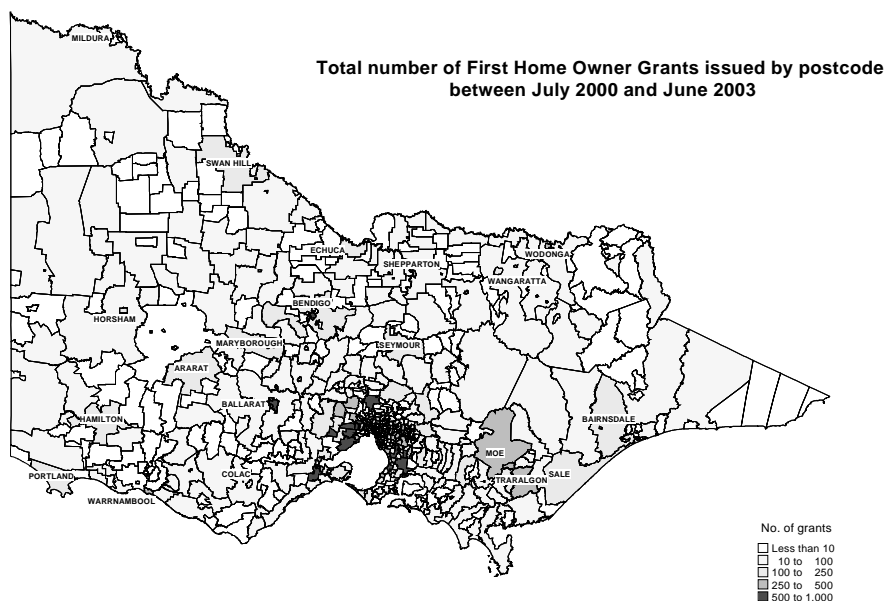 Total number of First Home Owner Grants issued by postcode
between July 2000 and June 2003
MILDURA
SWAN HILL
ECHUCA
SHEPPARTON
WODONGA
WANGARATTA
BENDIGO
HORSHAM
MARYBOROUGH
SEYMOUR
ARARAT
BALLARAT
HAMILTON
BAIRNSDALE
MOE
SALE
PORTLAND
COLAC
TRARALGON
WARRNAMBOOL
No. of grants
Less than 10
10 to 100
100 to 250
250 to 500
500 to 1,000